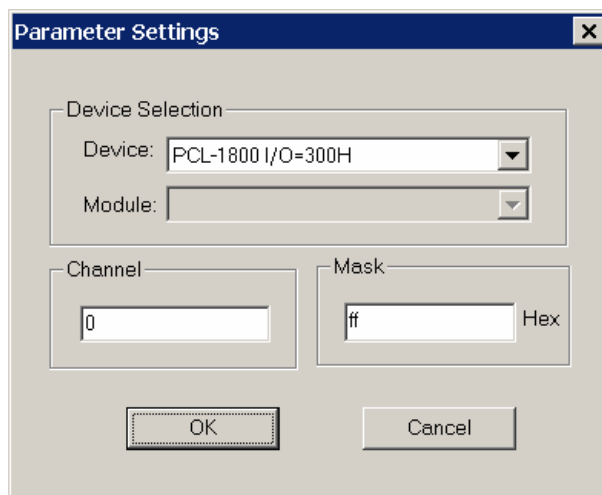 Parameter Settings
Device Selection
Device: PCL-1800 I/O=300H
Module:
Channel
0
Mask
ff Hex
OK
Cancel